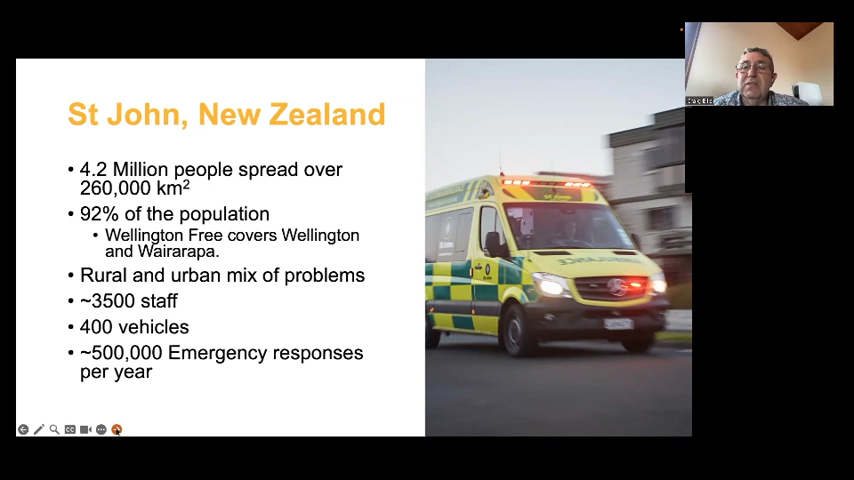 St John, New Zealand
• 4.2 Million people spread over
260,000 km²
• 92% of the population
• Wellington Free covers Wellington
and Wairarapa.
• Rural and urban mix of problems
• ~3500 staff
• 400 vehicles
• ~500,000 Emergency responses
per year
CC